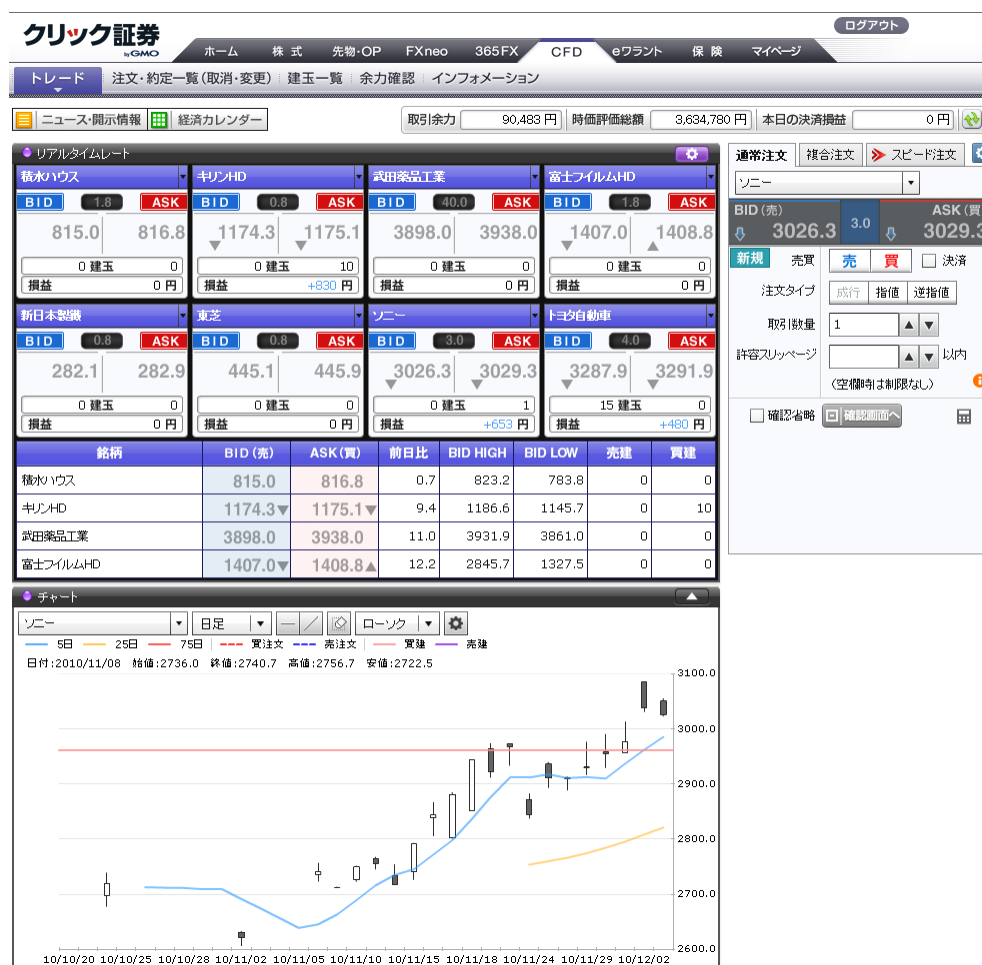 ログアウト
クリック証券
by GMO
ホーム 株式 先物・OP FXneo 365FX CFD eワラント 保険 マイページ
トレード 注文・約定一覧(取消・変更) 建玉一覧 余力確認 インフォメーション
ニュース・開示情報 経済カレンダー 取引余力 90,483 円 時価評価総額 3,634,780 円 本日の決済損益 0 円
リアルタイムレート
積水ハウス キリンHD 武田薬品工業 富士フイルムHD
BID 1.8 ASK BID 0.8 ASK BID 40.0 ASK BID 1.8 ASK
815.0 816.8 1174.3 1175.1 3898.0 3938.0 1407.0 1408.8
0 建玉 0 0 建玉 10 0 建玉 0 0 建玉 0
損益 0 円 損益 +830 円 損益 0 円 損益 0 円
新日本製鐵 東芝 ソニー トヨタ自動車
BID 0.8 ASK BID 0.8 ASK BID 3.0 ASK BID 4.0 ASK
282.1 282.9 445.1 445.9 3026.3 3029.3 3287.9 3291.9
0 建玉 0 0 建玉 0 0 建玉 1 15 建玉 0
損益 0 円 損益 0 円 損益 +653 円 損益 +480 円
銘柄 BID(売) ASK(買) 前日比 BID HIGH BID LOW 売建 買建
積水ハウス 815.0 816.8 0.7 823.2 783.8 0 0
キリンHD 1174.3▼ 1175.1▼ 9.4 1186.6 1145.7 0 10
武田薬品工業 3898.0 3938.0 11.0 3931.9 3861.0 0 0
富士フイルムHD 1407.0▼ 1408.8▲ 12.2 2845.7 1327.5 0 0
通常注文 複合注文 スピード注文
ソニー
BID(売) 3.0 ASK(買
3026.3 3029.3
新規 売買 売 買 決済
注文タイプ 成行 指値 逆指値
取引数量 1
許容スリッページ 以内
(空欄時は制限なし)
確認省略 確認画面へ
チャート
ソニー 日足 ローソク
5日 25日 75日 買注文 売注文 買建 売建
日付:2010/11/08 始値:2736.0 終値:2740.7 高値:2756.7 安値:2722.5
3100.0
3000.0
2900.0
2800.0
2700.0
2600.0
10/10/20 10/10/25 10/10/28 10/11/02 10/11/05 10/11/10 10/11/15 10/11/18 10/11/24 10/11/29 10/12/02